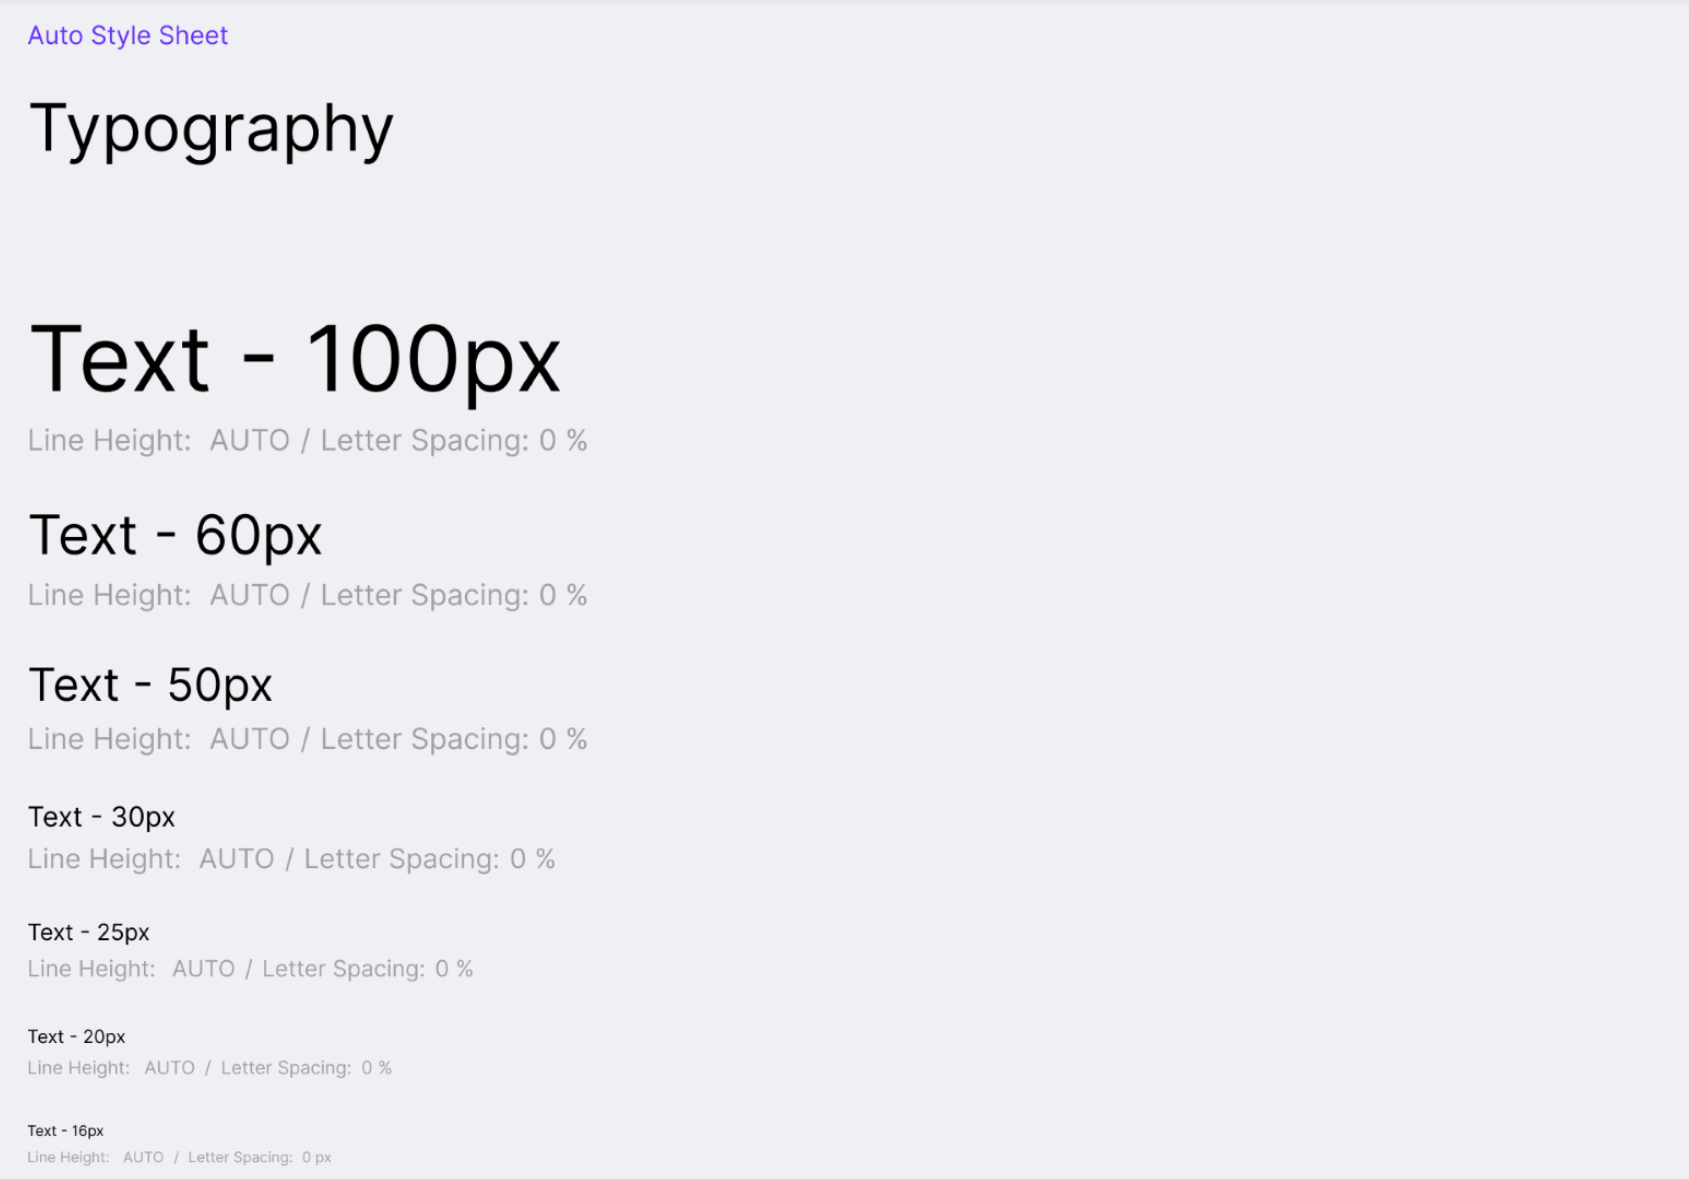 Auto Style Sheet
Typography
Text - 100px
Line Height: AUTO / Letter Spacing: 0 %
Text - 60px
Line Height: AUTO / Letter Spacing: 0 %
Text - 50px
Line Height: AUTO / Letter Spacing: 0 %
Text - 30px
Line Height: AUTO / Letter Spacing: 0 %
Text - 25px
Line Height: AUTO / Letter Spacing: 0 %
Text - 20px
Line Height: AUTO / Letter Spacing: 0 %
Text - 16px
Line Height: AUTO / Letter Spacing: 0 px